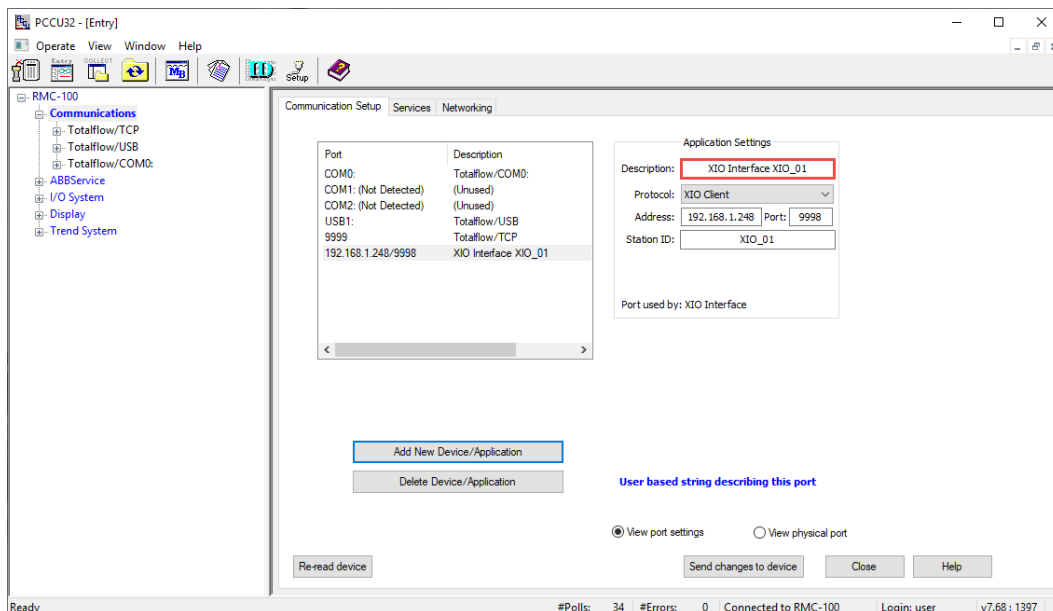 PCCU32 - [Entry]
Operate View Window Help
Entry COLLECT MB ID Setup
RMC-100
Communications
Totalflow/TCP
Totalflow/USB
Totalflow/COM0:
ABBService
I/O System
Display
Trend System
Communication Setup Services Networking
Port Description
COM0: Totalflow/COM0:
COM1: (Not Detected) (Unused)
COM2: (Not Detected) (Unused)
USB1: Totalflow/USB
9999 Totalflow/TCP
192.168.1.248/9998 XIO Interface XIO_01
Application Settings
Description: XIO Interface XIO_01
Protocol: XIO Client
Address: 192.168.1.248 Port: 9998
Station ID: XIO_01
Port used by: XIO Interface
Add New Device/Application
Delete Device/Application
User based string describing this port
View port settings View physical port
Re-read device Send changes to device Close Help
Ready #Polls: 34 #Errors: 0 Connected to RMC-100 Login: user v7.68 : 1397